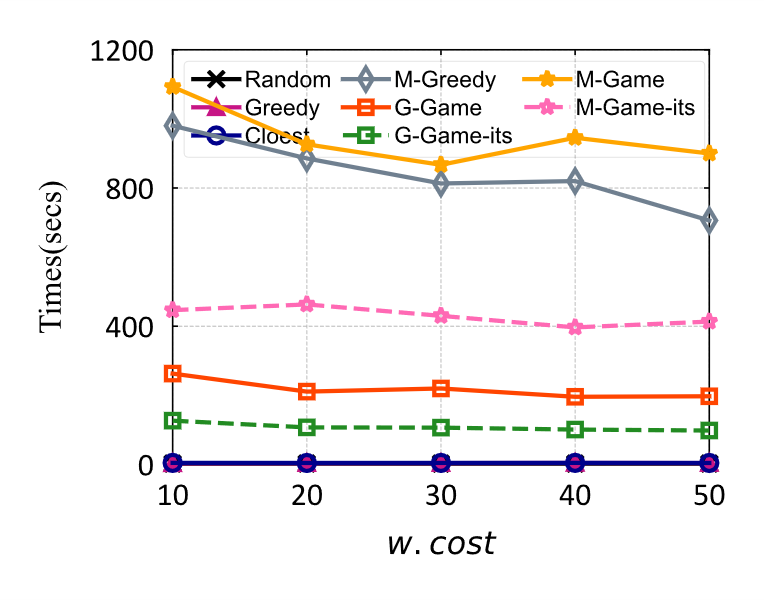 1200
800
400
0
Times(secs)
Random M-Greedy M-Game
Greedy G-Game M-Game-its
Cloest G-Game-its
10 20 30 40 50
w.cost